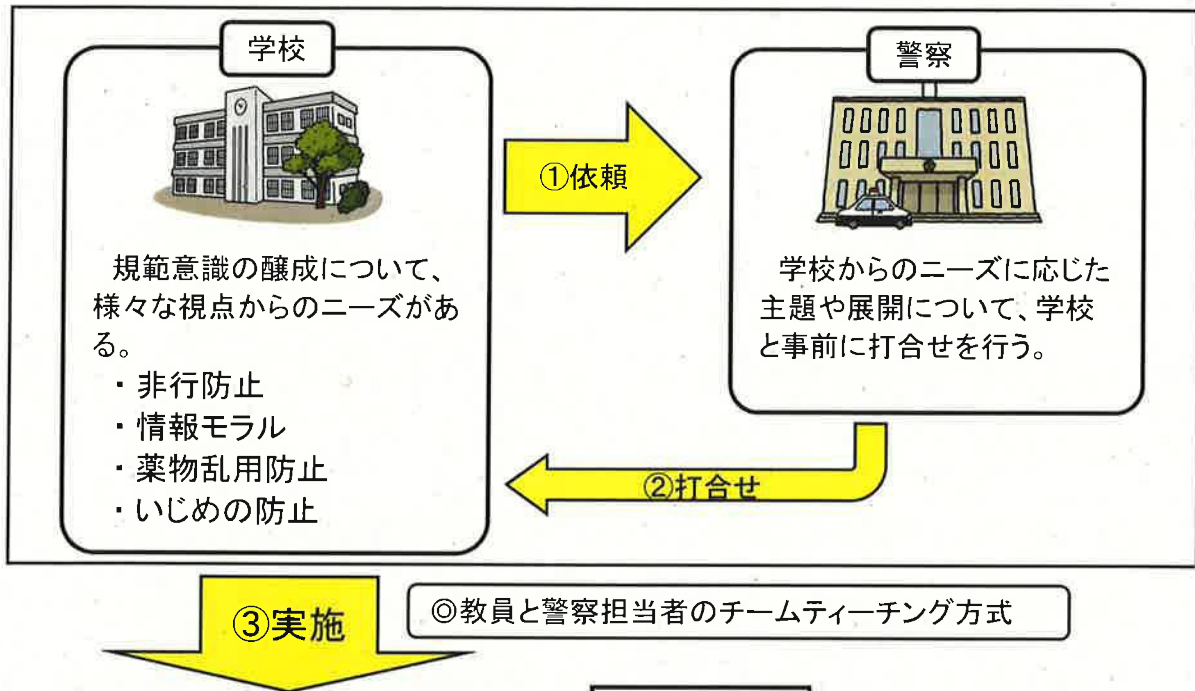 学校
規範意識の醸成について、
様々な視点からのニーズがあ
る。
・非行防止
・情報モラル
・薬物乱用防止
・いじめの防止
①依頼
警察
学校からのニーズに応じた
主題や展開について、学校
と事前に打合せを行う。
②打合せ
③実施
◎教員と警察担当者のチームティーチング方式